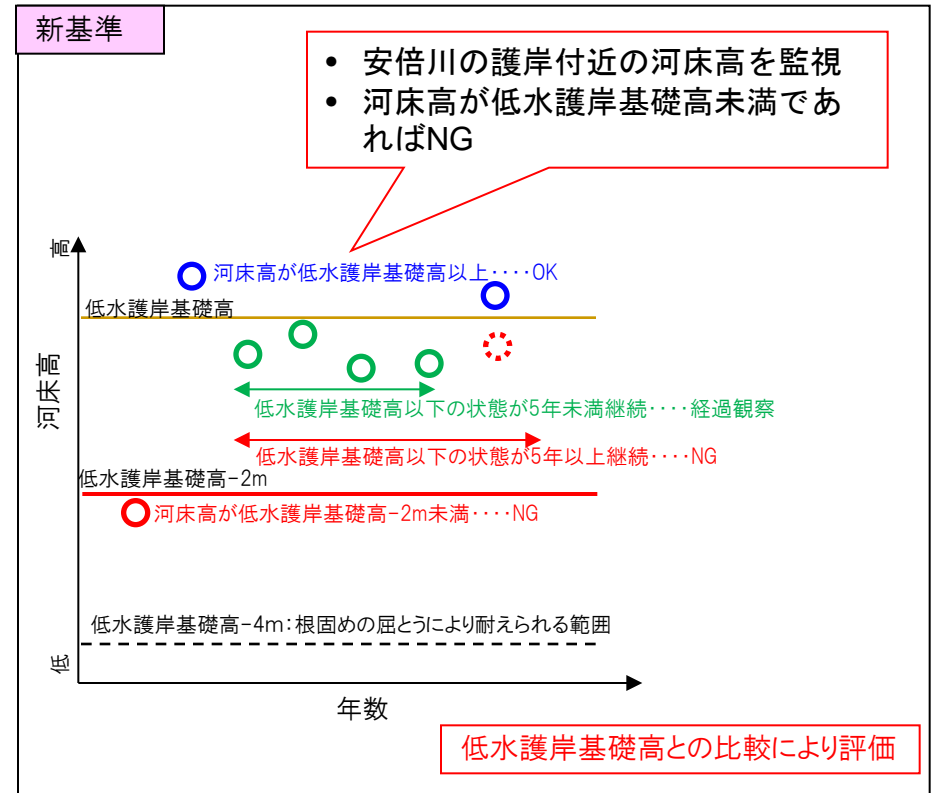 新基準
• 安倍川の護岸付近の河床高を監視
• 河床高が低水護岸基礎高未満であ
ればNG
高
河床高が低水護岸基礎高以上････OK
低水護岸基礎高
河床高
低水護岸基礎高以下の状態が5年未満継続････経過観察
低水護岸基礎高以下の状態が5年以上継続････NG
低水護岸基礎高-2m
河床高が低水護岸基礎高-2m未満････NG
低水護岸基礎高-4m:根固めの屈とうにより耐えられる範囲
低
年数
低水護岸基礎高との比較により評価